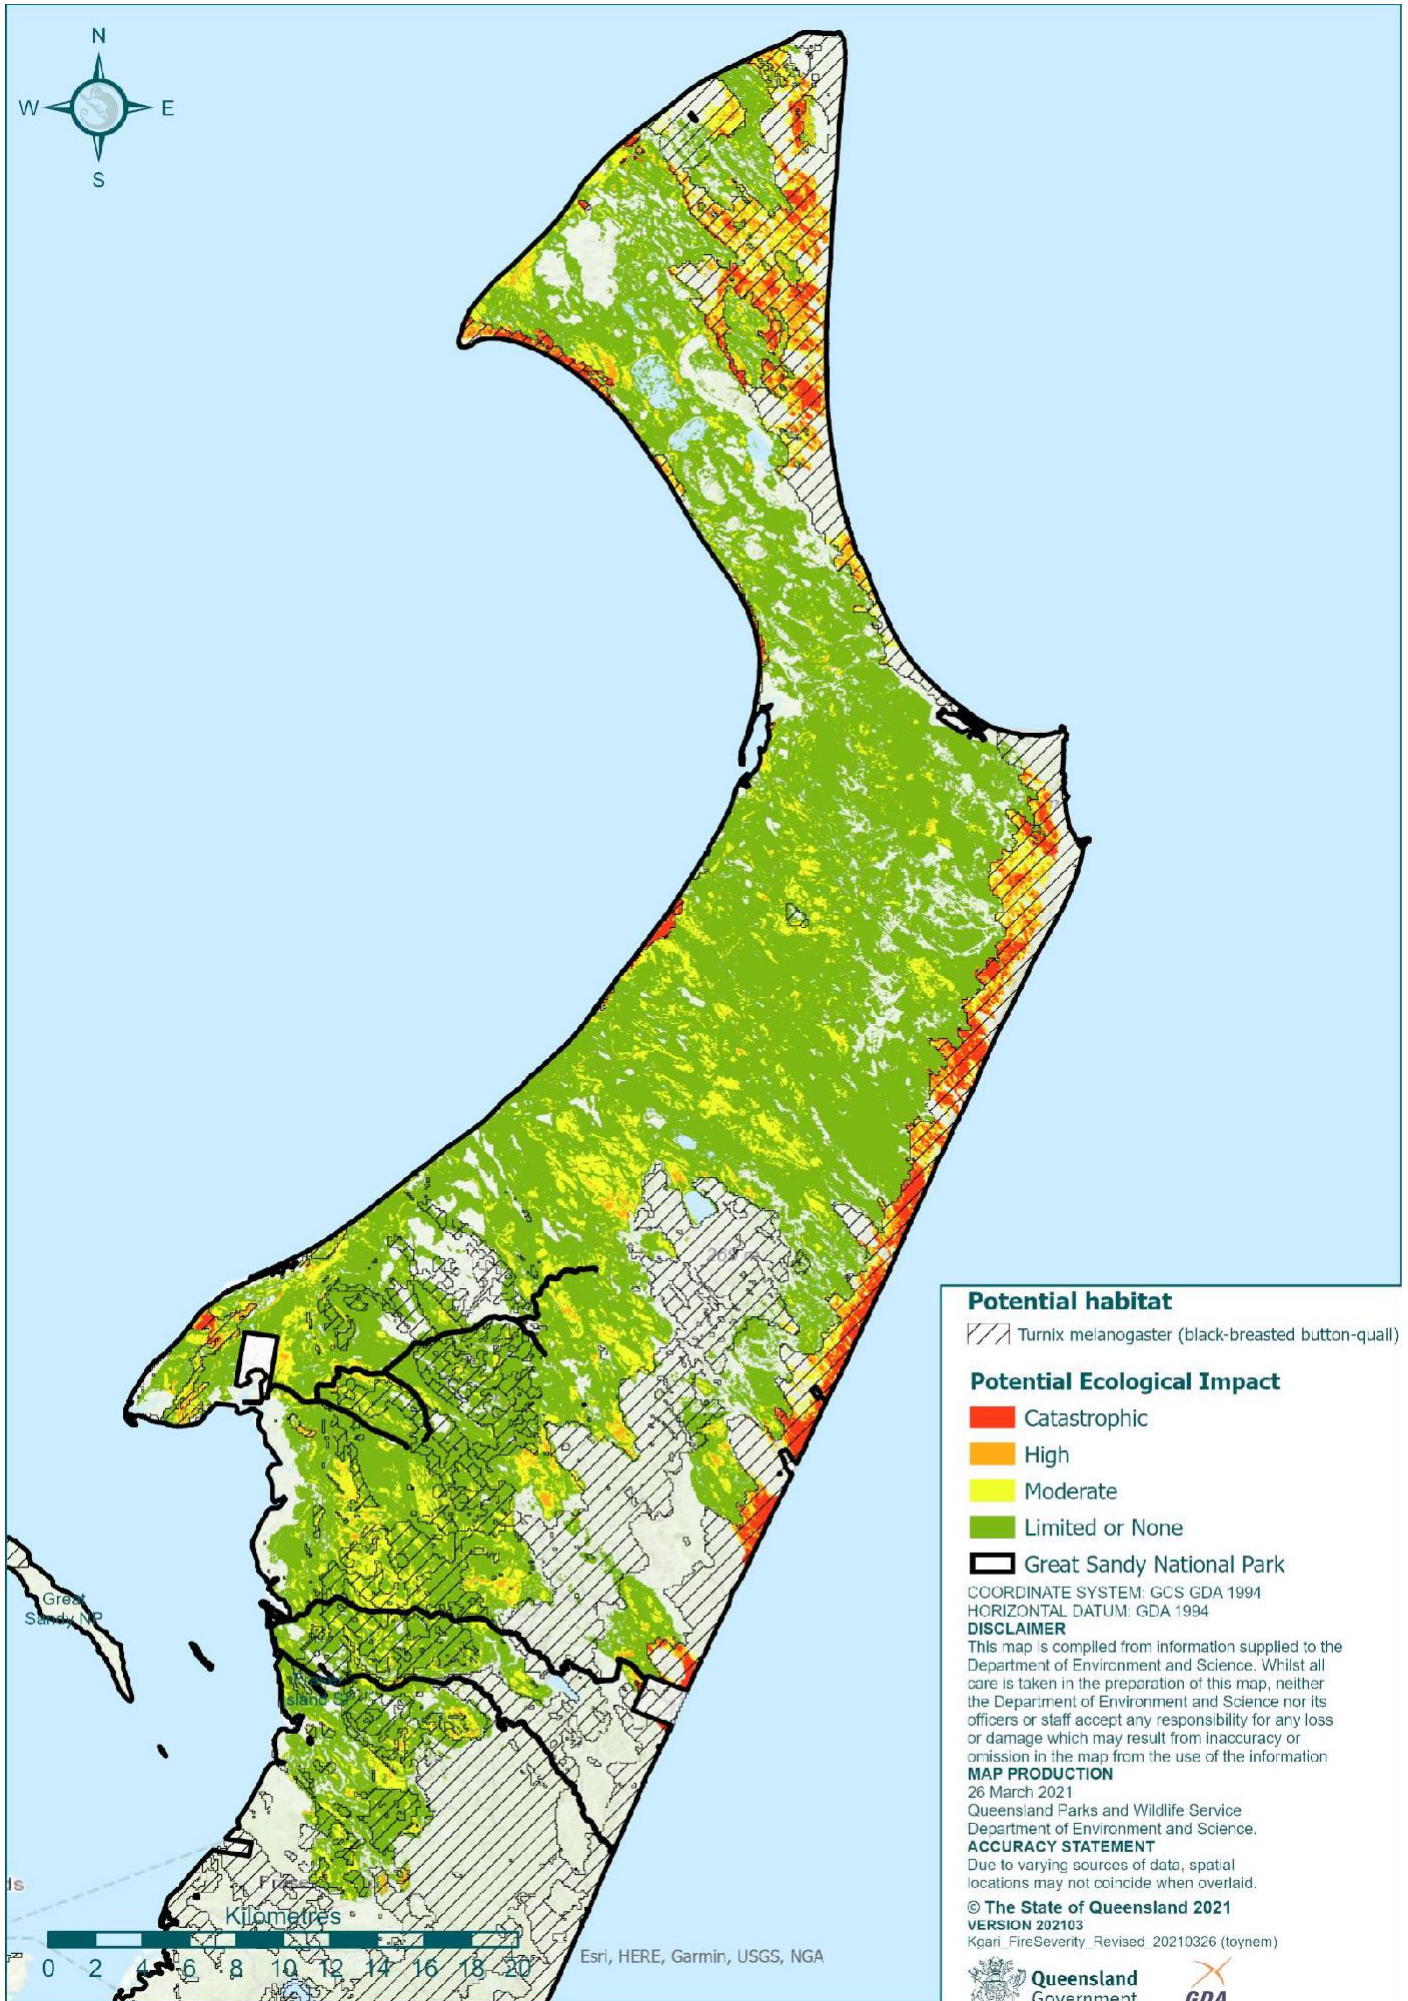 N
W
E
S
268 m
Great
Sandy NP
Island SF
Kilometres
0 2 4 6 8 10 12 14 16 18 20
Esri, HERE, Garmin, USGS, NGA
Potential habitat
Turnix melanogaster (black-breasted button-quail)
Potential Ecological Impact
Catastrophic
High
Moderate
Limited or None
Great Sandy National Park
COORDINATE SYSTEM: GCS GDA 1994
HORIZONTAL DATUM: GDA 1994
DISCLAIMER
This map is compiled from information supplied to the
Department of Environment and Science. Whilst all
care is taken in the preparation of this map, neither
the Department of Environment and Science nor its
officers or staff accept any responsibility for any loss
or damage which may result from inaccuracy or
omission in the map from the use of the information
MAP PRODUCTION
26 March 2021
Queensland Parks and Wildlife Service
Department of Environment and Science.
ACCURACY STATEMENT
Due to varying sources of data, spatial
locations may not coincide when overlaid.
© The State of Queensland 2021
VERSION 202103
Kgari_FireSeverity_Revised_20210326 (toynem)
Queensland
Government
GDA